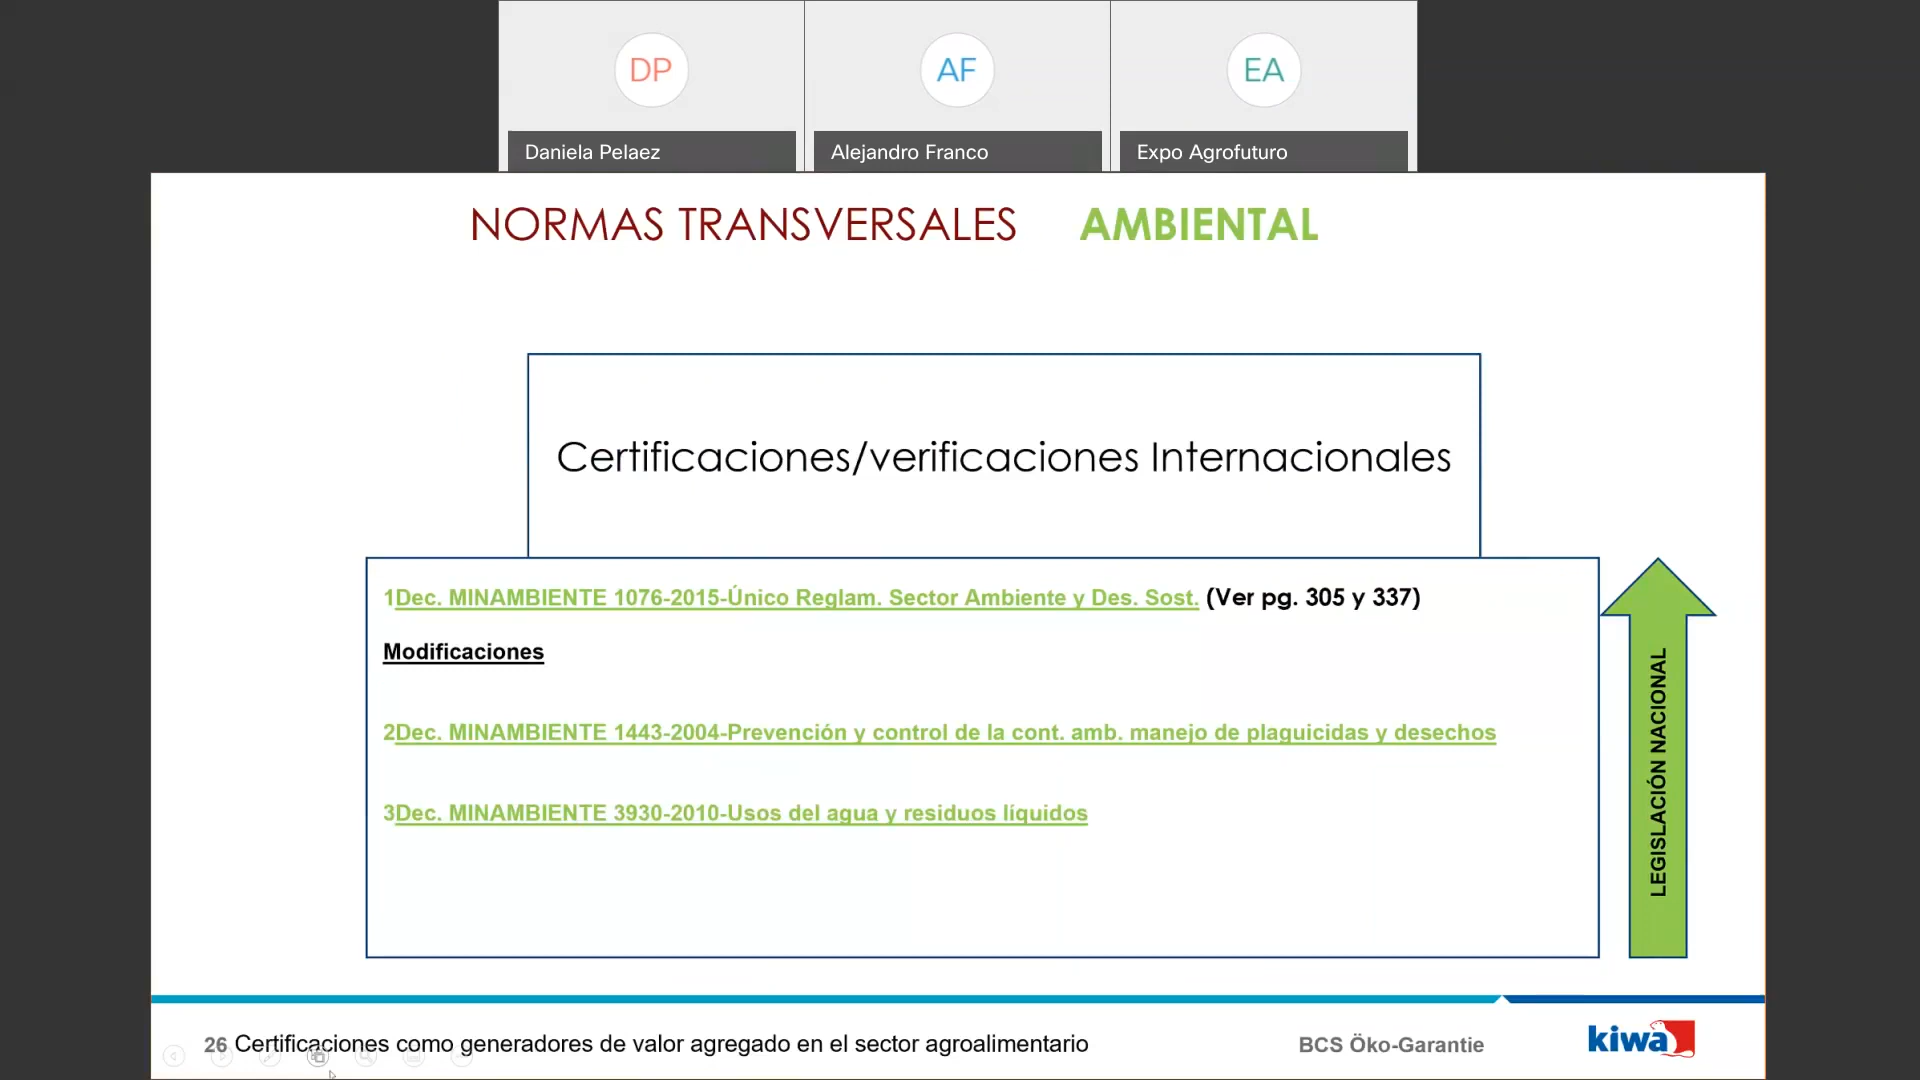 DP
AF
EA
Daniela Pelaez
Alejandro Franco
Expo Agrofuturo
NORMAS TRANSVERSALES AMBIENTAL
Certificaciones/verificaciones Internacionales
1Dec. MINAMBIENTE 1076-2015-Único Reglam. Sector Ambiente y Des. Sost. (Ver pg. 305 y 337)
Modificaciones
2Dec. MINAMBIENTE 1443-2004-Prevención y control de la cont. amb. manejo de plaguicidas y desechos
3Dec. MINAMBIENTE 3930-2010-Usos del agua y residuos líquidos
LEGISLACIÓN NACIONAL
26 Certificaciones como generadores de valor agregado en el sector agroalimentario
BCS Öko-Garantie
kiwa